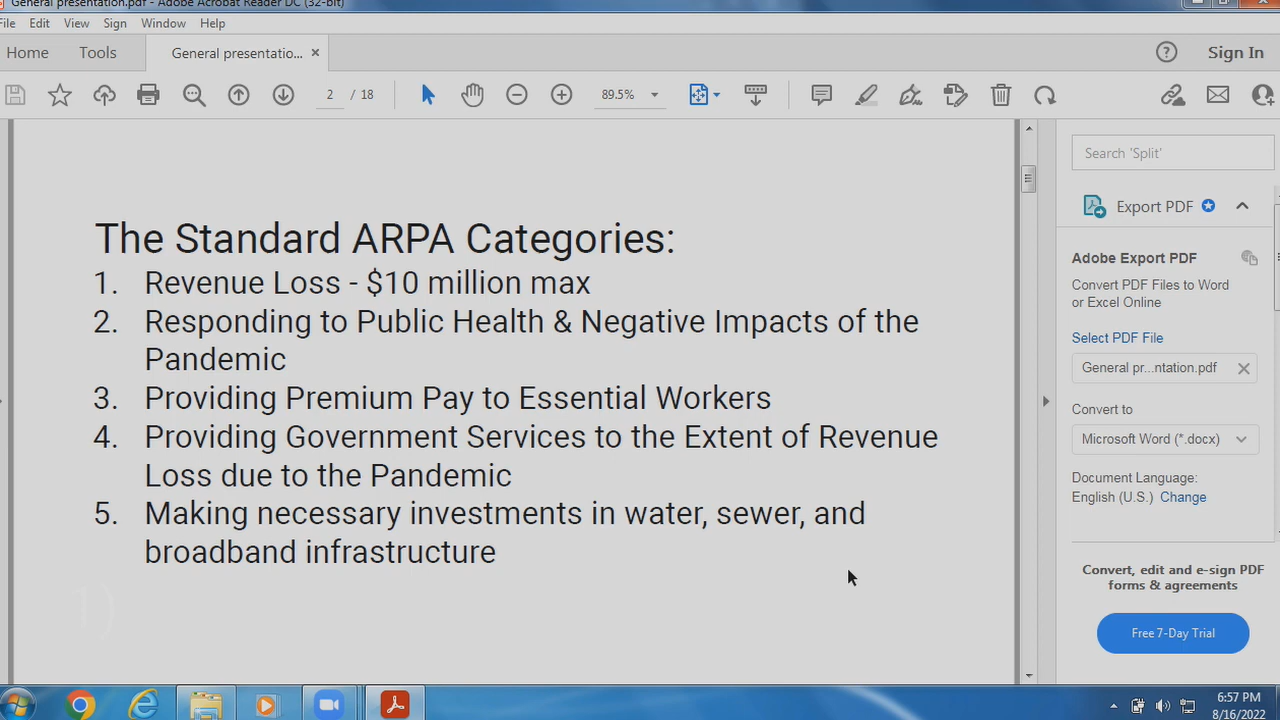 General presentation.pdf - Adobe Acrobat Reader DC (32-bit)
File Edit View Sign Window Help
Home Tools General presentatio... × ? Sign In
2 / 18 89.5%
Search 'Split'
Export PDF
The Standard ARPA Categories:
1. Revenue Loss - $10 million max
2. Responding to Public Health & Negative Impacts of the
Pandemic
3. Providing Premium Pay to Essential Workers
4. Providing Government Services to the Extent of Revenue
Loss due to the Pandemic
5. Making necessary investments in water, sewer, and
broadband infrastructure
1)
Adobe Export PDF
Convert PDF Files to Word
or Excel Online
Select PDF File
General pr...ntation.pdf
Convert to
Microsoft Word (*.docx)
Document Language:
English (U.S.) Change
Convert, edit and e-sign PDF
forms & agreements
Free 7-Day Trial
6:57 PM
8/16/2022